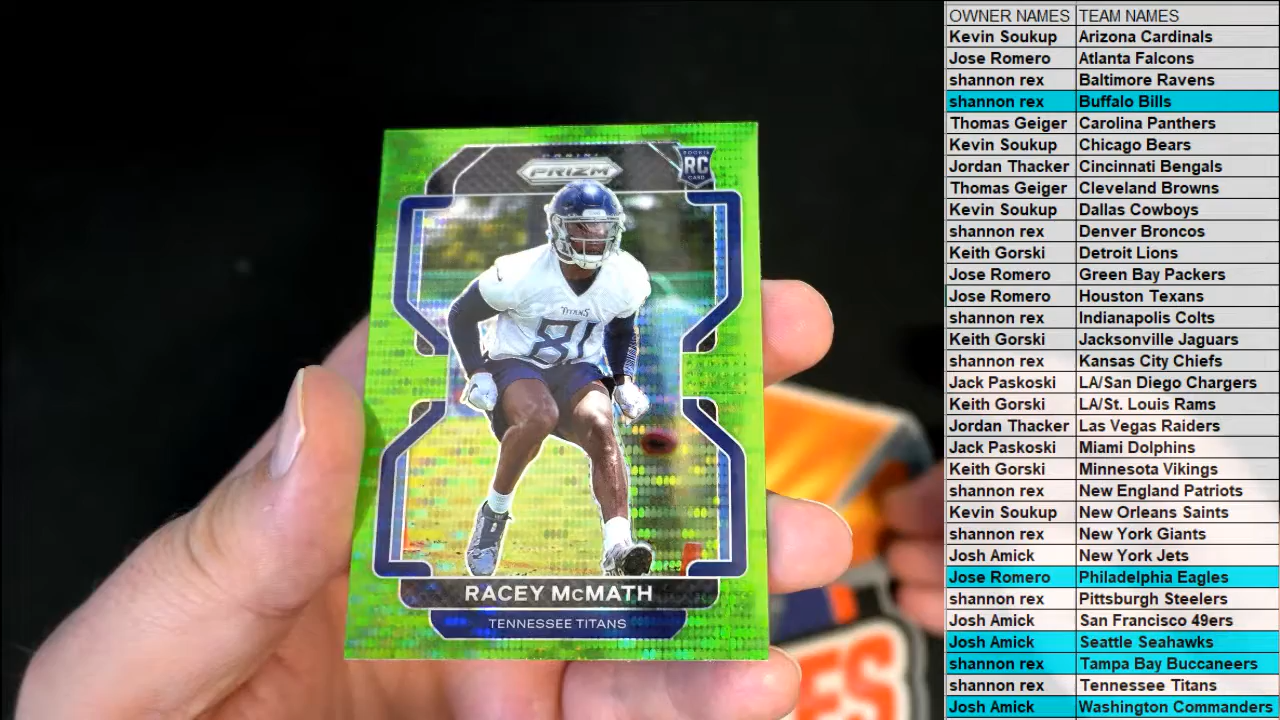 PANINI
PRIZM
ROOKIE
RC
CARD
TITANS
81
RACEY McMATH
TENNESSEE TITANS
ES
OWNER NAMES TEAM NAMES
Kevin Soukup Arizona Cardinals
Jose Romero Atlanta Falcons
shannon rex Baltimore Ravens
shannon rex Buffalo Bills
Thomas Geiger Carolina Panthers
Kevin Soukup Chicago Bears
Jordan Thacker Cincinnati Bengals
Thomas Geiger Cleveland Browns
Kevin Soukup Dallas Cowboys
shannon rex Denver Broncos
Keith Gorski Detroit Lions
Jose Romero Green Bay Packers
Jose Romero Houston Texans
shannon rex Indianapolis Colts
Keith Gorski Jacksonville Jaguars
shannon rex Kansas City Chiefs
Jack Paskoski LA/San Diego Chargers
Keith Gorski LA/St. Louis Rams
Jordan Thacker Las Vegas Raiders
Jack Paskoski Miami Dolphins
Keith Gorski Minnesota Vikings
shannon rex New England Patriots
Kevin Soukup New Orleans Saints
shannon rex New York Giants
Josh Amick New York Jets
Jose Romero Philadelphia Eagles
shannon rex Pittsburgh Steelers
Josh Amick San Francisco 49ers
Josh Amick Seattle Seahawks
shannon rex Tampa Bay Buccaneers
shannon rex Tennessee Titans
Josh Amick Washington Commanders